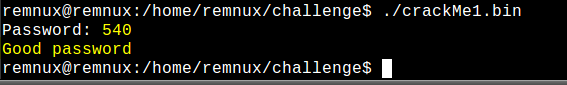 remnux@remnux:/home/remnux/challenge$ ./crackMe1.bin
Password: 540
Good password
remnux@remnux:/home/remnux/challenge$